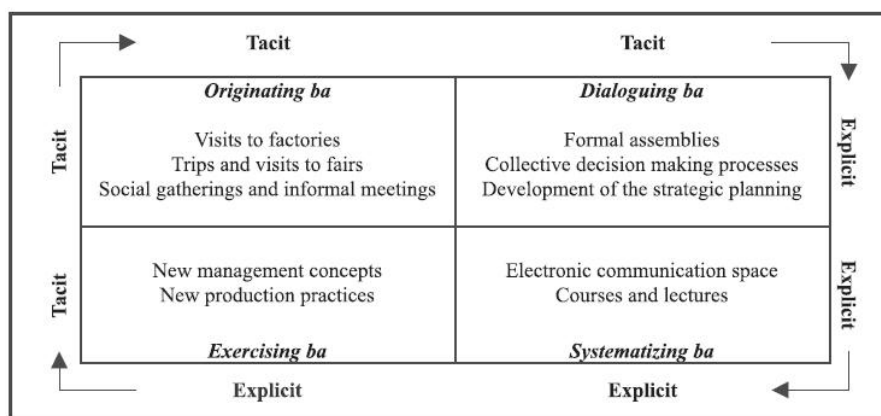 Tacit Tacit
Originating ba Dialoguing ba
Tacit
Visits to factories
Trips and visits to fairs
Social gatherings and informal meetings
Formal assemblies
Collective decision making processes
Development of the strategic planning
Explicit
Tacit
New management concepts
New production practices
Electronic communication space
Courses and lectures
Explicit
Exercising ba Systematizing ba
Explicit Explicit